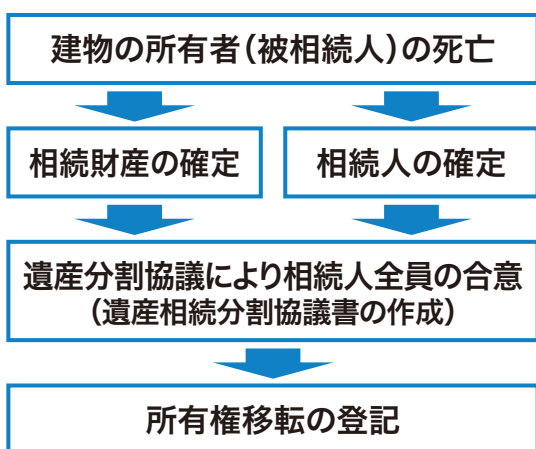 建物の所有者(被相続人)の死亡
相続財産の確定
相続人の確定
遺産分割協議により相続人全員の合意
(遺産相続分割協議書の作成)
所有権移転の登記